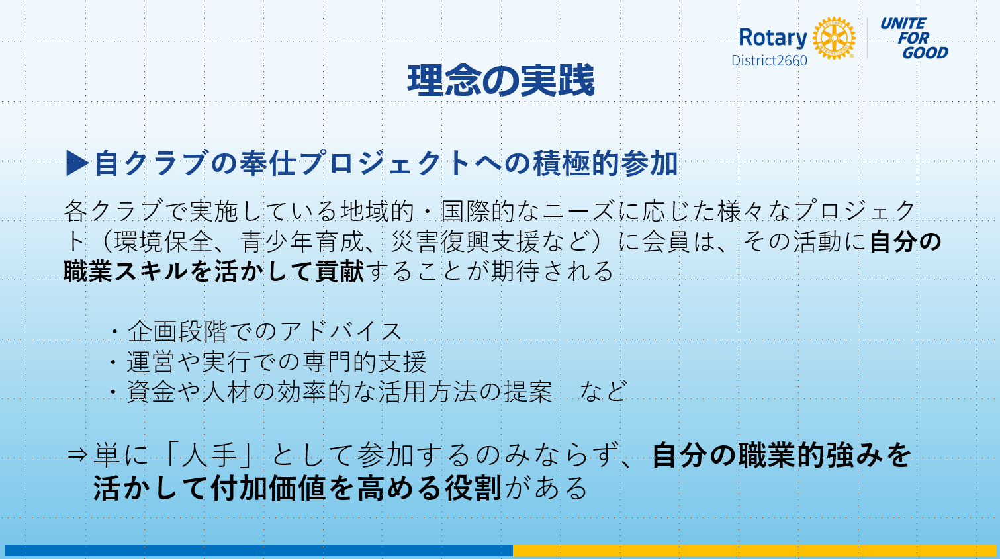 Rotary
District2660
UNITE
FOR
GOOD
理念の実践
▶自クラブの奉仕プロジェクトへの積極的参加
各クラブで実施している地域的・国際的なニーズに応じた様々なプロジェク
ト（環境保全、青少年育成、災害復興支援など）に会員は、その活動に自分の
職業スキルを活かして貢献することが期待される
・企画段階でのアドバイス
・運営や実行での専門的支援
・資金や人材の効率的な活用方法の提案　など
⇒単に「人手」として参加するのみならず、自分の職業的強みを
活かして付加価値を高める役割がある